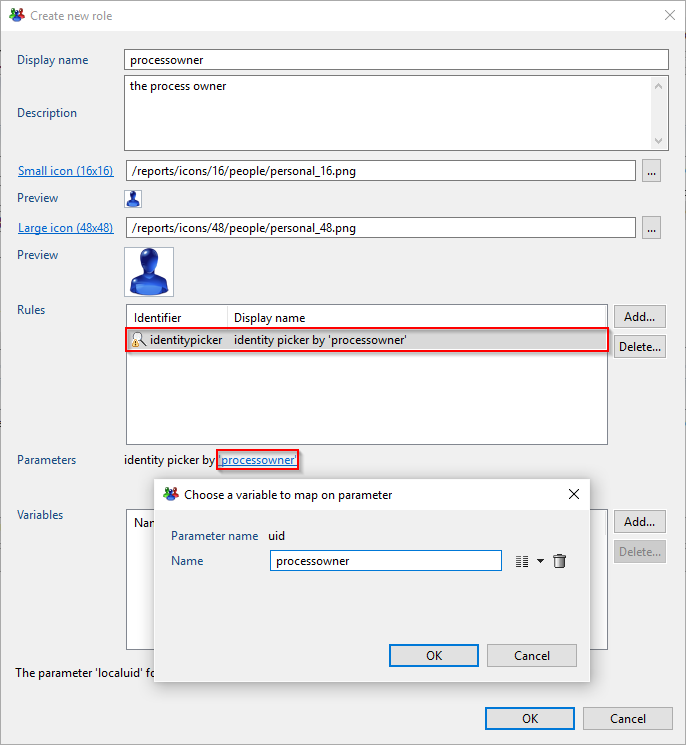 Create new role
Display name processowner
Description the process owner
Small icon (16x16) /reports/icons/16/people/personal_16.png ...
Preview
Large icon (48x48) /reports/icons/48/people/personal_48.png ...
Preview
Rules Identifier Display name Add...
identitypicker identity picker by 'processowner' Delete...
Parameters identity picker by 'processowner'
Choose a variable to map on parameter
Variables Nan Add...
Parameter name uid
Delete...
Name processowner
OK Cancel
The parameter 'localuid' fo
OK Cancel